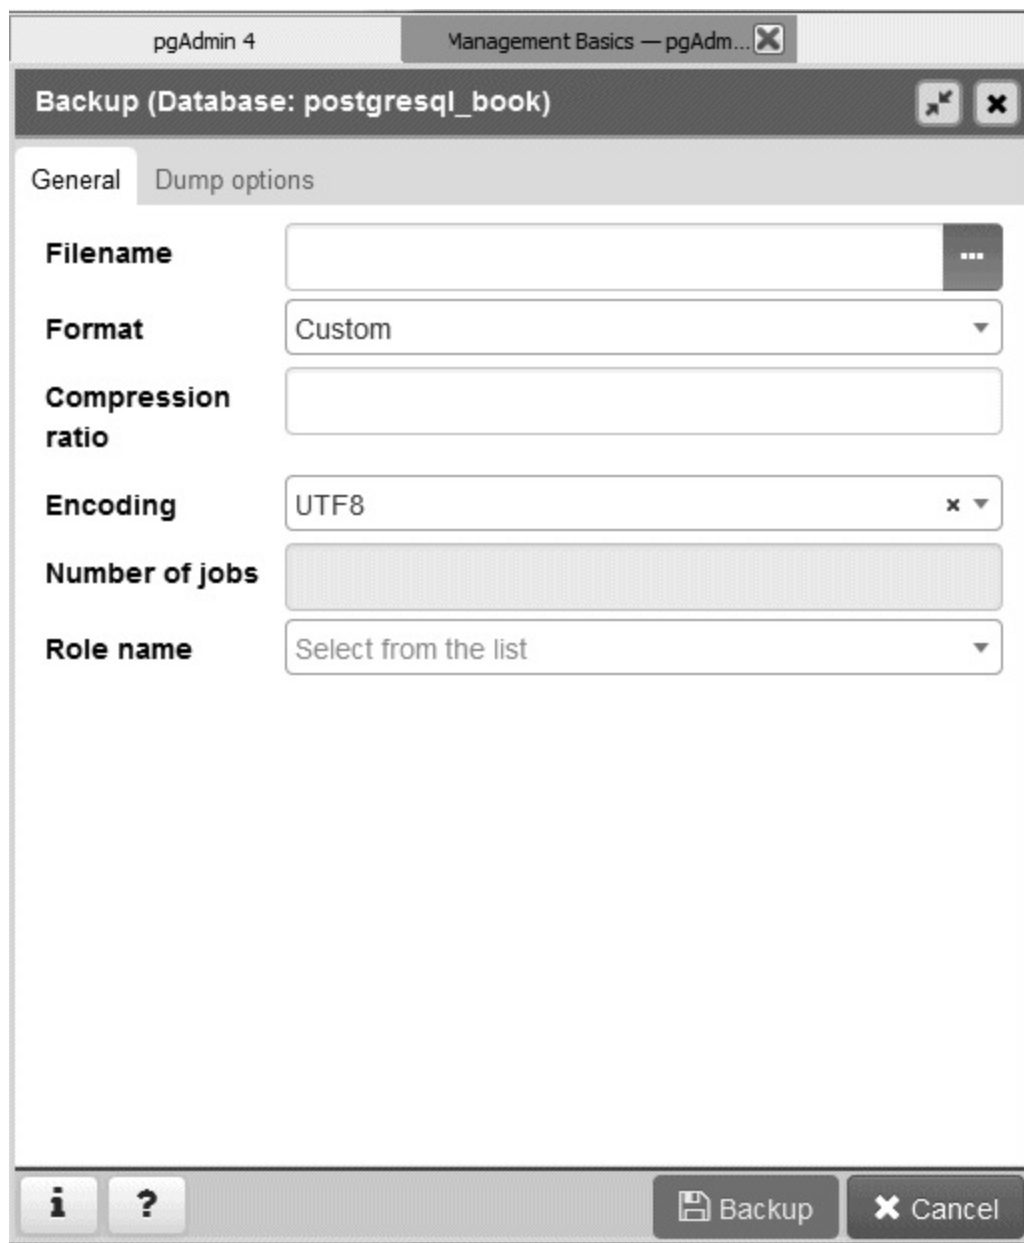 pgAdmin 4
Management Basics — pgAdm...
Backup (Database: postgresql_book)
General Dump options
Filename
...
Format Custom
Compression
ratio
Encoding UTF8
Number of jobs
Role name Select from the list
i ? Backup Cancel